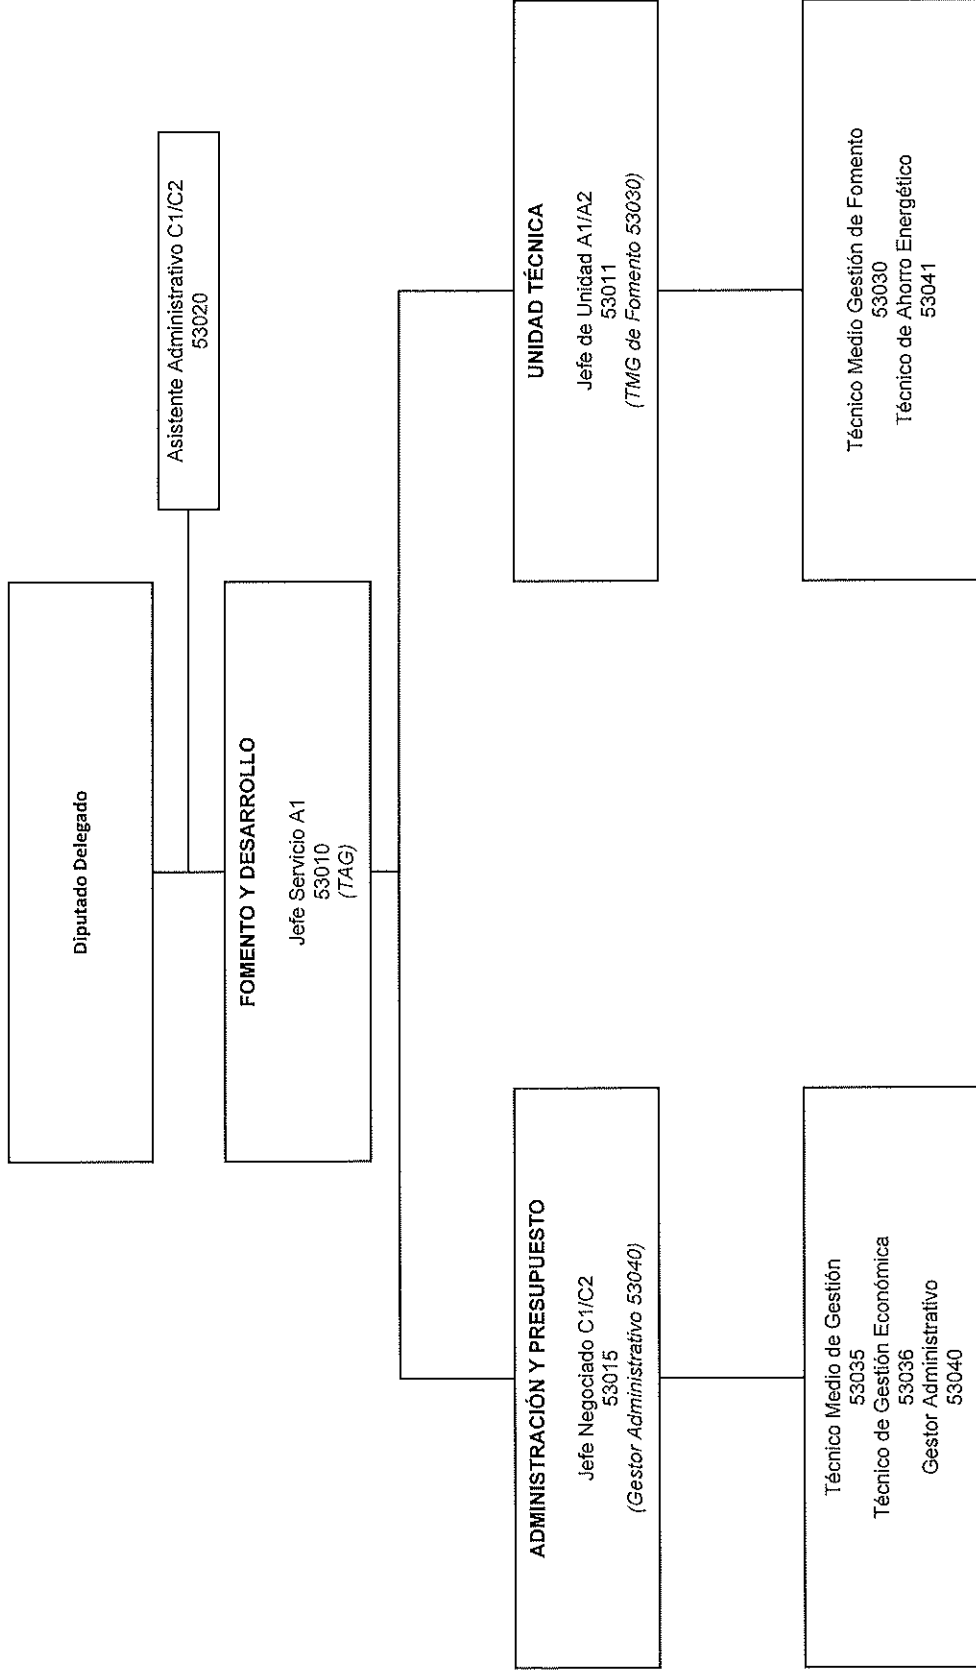 Diputado Delegado
Asistente Administrativo C1/C2
53020
FOMENTO Y DESARROLLO
Jefe Servicio A1
53010
(TAG)
ADMINISTRACIÓN Y PRESUPUESTO
Jefe Negociado C1/C2
53015
(Gestor Administrativo 53040)
UNIDAD TÉCNICA
Jefe de Unidad A1/A2
53011
(TMG de Fomento 53030)
Técnico Medio de Gestión
53035
Técnico de Gestión Económica
53036
Gestor Administrativo
53040
Técnico Medio Gestión de Fomento
53030
Técnico de Ahorro Energético
53041